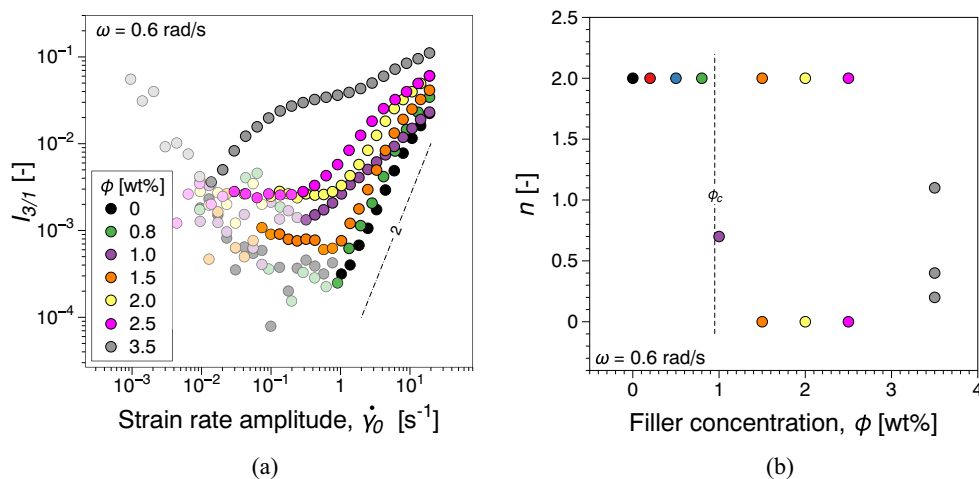 ω = 0.6 rad/s
I3/1 [-]
10⁻¹
10⁻²
10⁻³
10⁻⁴
ϕ [wt%]
0
0.8
1.0
1.5
2.0
2.5
3.5
2
10⁻³ 10⁻² 10⁻¹ 1 10
Strain rate amplitude, γ̇0 [s⁻¹]
(a)
n [-]
2.5
2.0
1.5
1.0
0.5
0
ϕc
ω = 0.6 rad/s
0 1 2 3 4
Filler concentration, ϕ [wt%]
(b)